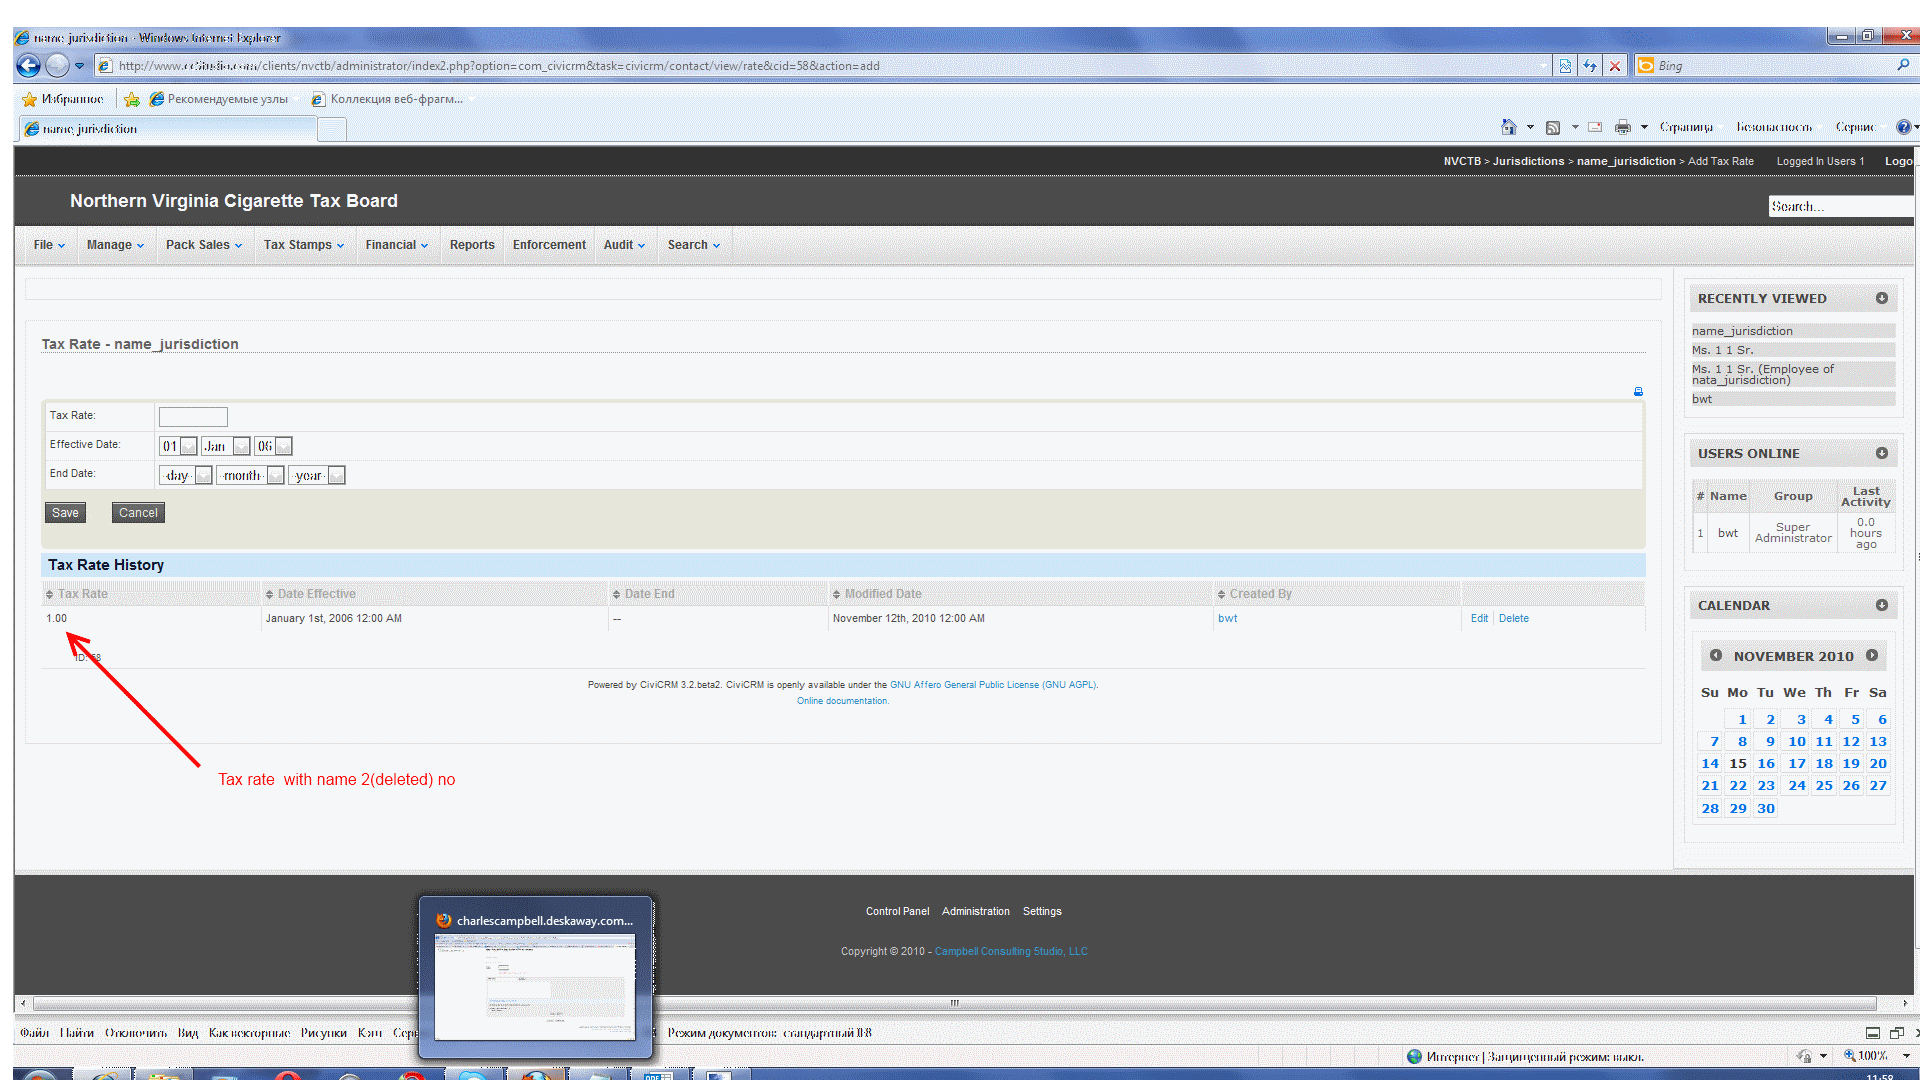 name_jurisdiction - Windows Internet Explorer
http://www.cc-studio.com/clients/nvctb/administrator/index2.php?option=com_civicrm&task=civicrm/contact/view/rate&cid=58&action=add
Bing
Избранное Рекомендуемые узлы Коллекция веб-фрагм...
name_jurisdiction
Страница Безопасность Сервис
NVCTB > Jurisdictions > name_jurisdiction > Add Tax Rate Logged In Users 1 Logo
Northern Virginia Cigarette Tax Board
Search...
File Manage Pack Sales Tax Stamps Financial Reports Enforcement Audit Search
Tax Rate - name_jurisdiction
Tax Rate:
Effective Date: 01 Jan 06
End Date: -day- -month- -year-
Save Cancel
Tax Rate History
Tax Rate Date Effective Date End Modified Date Created By
1.00 January 1st, 2006 12:00 AM -- November 12th, 2010 12:00 AM bwt Edit Delete
ID: 58
Powered by CiviCRM 3.2.beta2. CiviCRM is openly available under the GNU Affero General Public License (GNU AGPL).
Online documentation.
Tax rate  with name 2(deleted) no
RECENTLY VIEWED
name_jurisdiction
Ms. 1 1 Sr.
Ms. 1 1 Sr. (Employee of
nata_jurisdiction)
bwt
USERS ONLINE
# Name Group Last Activity
1 bwt Super Administrator 0.0 hours ago
CALENDAR
NOVEMBER 2010
Su Mo Tu We Th Fr Sa
1 2 3 4 5 6
7 8 9 10 11 12 13
14 15 16 17 18 19 20
21 22 23 24 25 26 27
28 29 30
Control Panel Administration Settings
Copyright © 2010 - Campbell Consulting Studio, LLC
charlescampbell.deskaway.com...
Файл Найти Отключить Вид Как векторные Рисунки Кэш Режим документов: стандартный IE8
Интернет | Защищенный режим: выкл.
100%
11:59